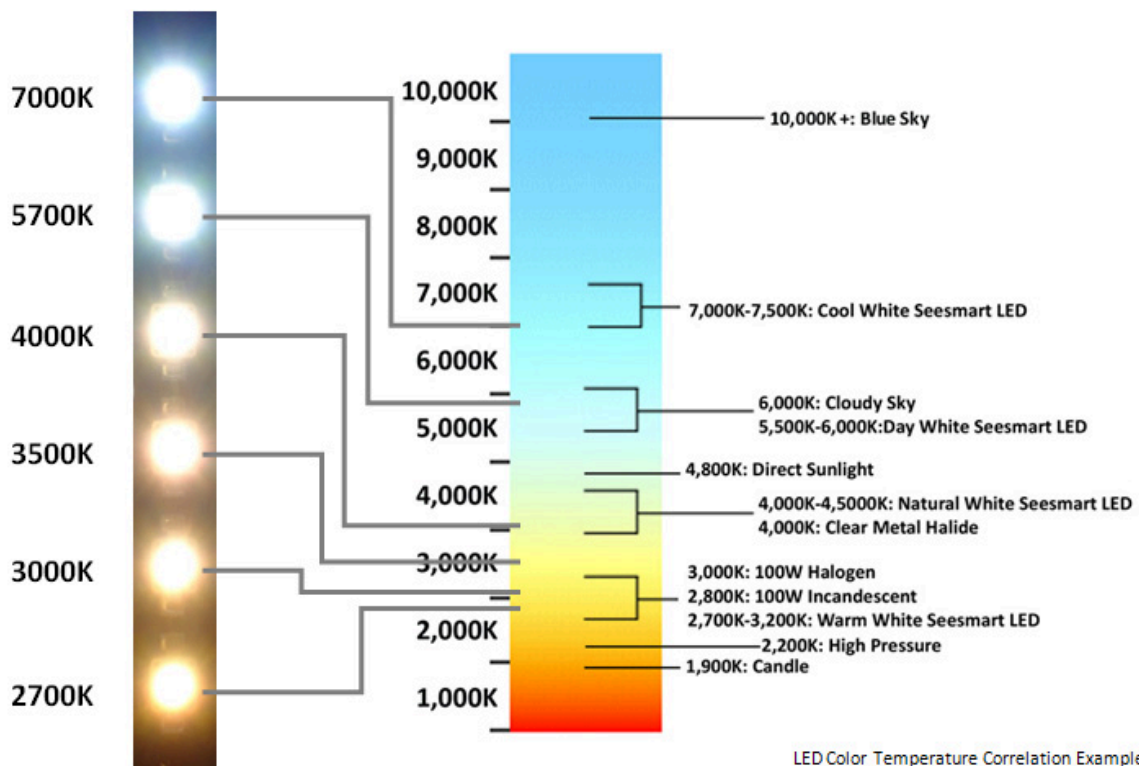 7000K
5700K
4000K
3500K
3000K
2700K
10,000K
9,000K
8,000K
7,000K
6,000K
5,000K
4,000K
3,000K
2,000K
1,000K
10,000K +: Blue Sky
7,000K-7,500K: Cool White Seesmart LED
6,000K: Cloudy Sky
5,500K-6,000K:Day White Seesmart LED
4,800K: Direct Sunlight
4,000K-4,5000K: Natural White Seesmart LED
4,000K: Clear Metal Halide
3,000K: 100W Halogen
2,800K: 100W Incandescent
2,700K-3,200K: Warm White Seesmart LED
2,200K: High Pressure
1,900K: Candle
LED Color Temperature Correlation Example